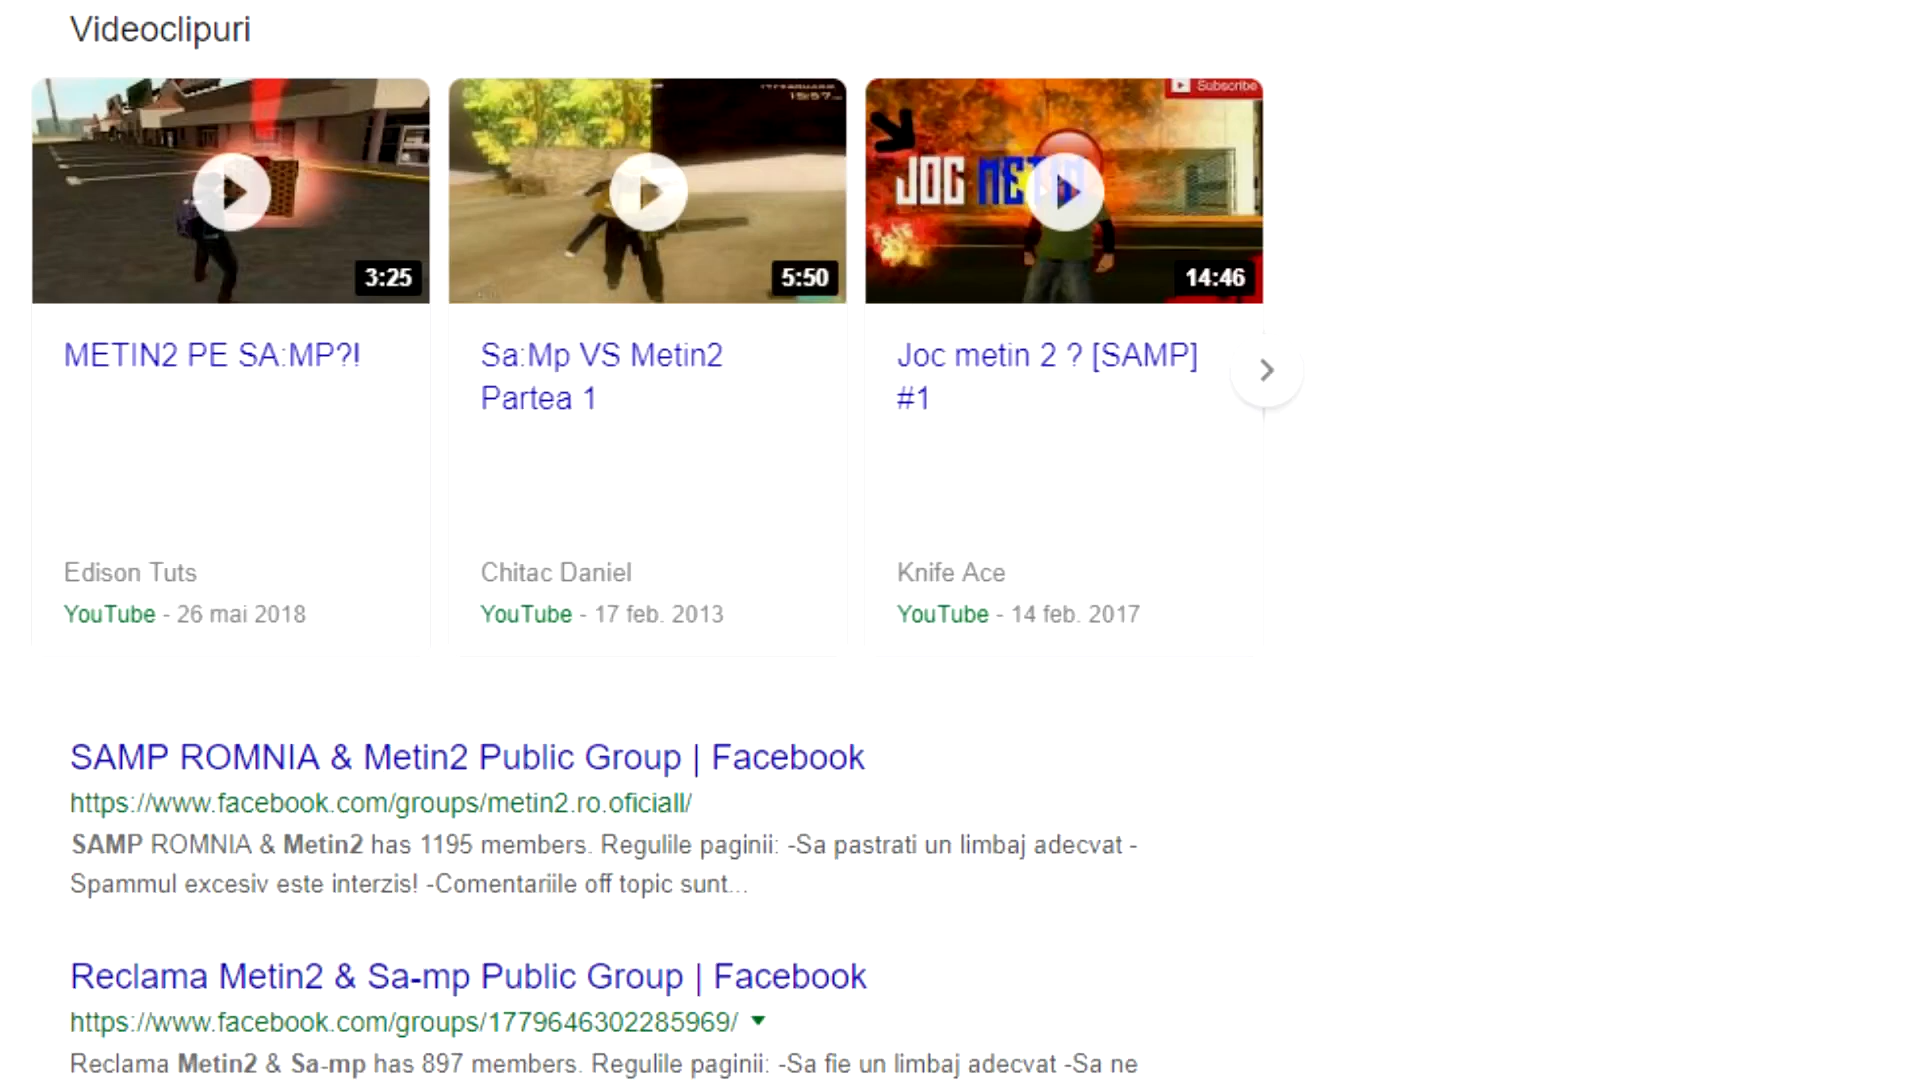 Videoclipuri
Subscribe
15:57
JOC
3:25
5:50
14:46
METIN2 PE SA:MP?!
Sa:Mp VS Metin2
Partea 1
Joc metin 2 ? [SAMP]
#1
Edison Tuts
YouTube - 26 mai 2018
Chitac Daniel
YouTube - 17 feb. 2013
Knife Ace
YouTube - 14 feb. 2017
SAMP ROMNIA & Metin2 Public Group | Facebook
https://www.facebook.com/groups/metin2.ro.oficiall/
SAMP ROMNIA & Metin2 has 1195 members. Regulile paginii: -Sa pastrati un limbaj adecvat -
Spammul excesiv este interzis! -Comentariile off topic sunt...
Reclama Metin2 & Sa-mp Public Group | Facebook
https://www.facebook.com/groups/1779646302285969/
Reclama Metin2 & Sa-mp has 897 members. Regulile paginii: -Sa fie un limbaj adecvat -Sa ne